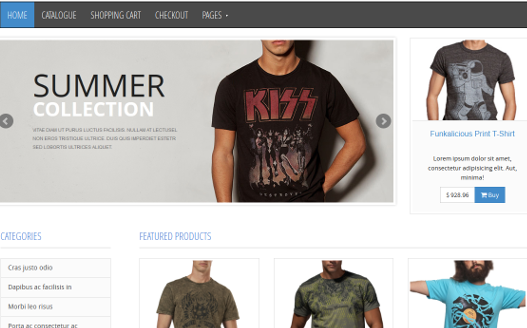 HOME CATALOGUE SHOPPING CART CHECKOUT PAGES
SUMMER
COLLECTION
VITAE DIAM UT PURUS LUCTUS FACILISIS. NULLAM AT LECTUS EL
NON EROS TRISTIQUE ULTRICE. DUIS QUIS IMPERDIET ESTETN
SED LOBORTIS ULTRICES ALIQUET.
KISS
Funkalicious Print T-Shirt
Lorem ipsum dolor sit amet,
consectetur adipisicing elit. Aut,
minima!
$ 928.96 Buy
CATEGORIES
Cras justo odio
Dapibus ac facilisis in
Morbi leo risus
Porta ac consectetur ac
FEATURED PRODUCTS